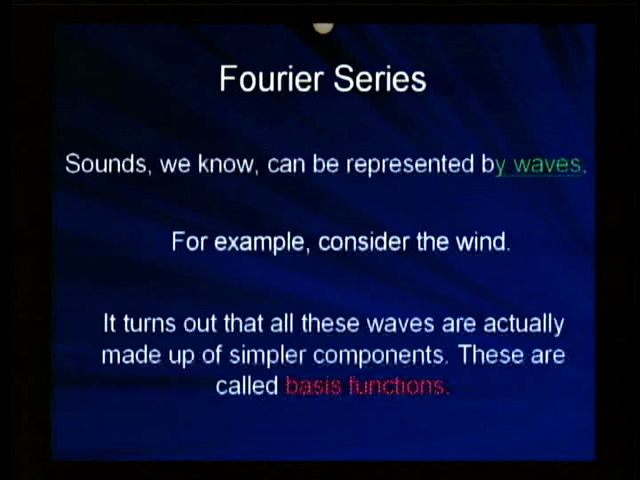 Fourier Series
Sounds, we know, can be represented by waves.
For example, consider the wind.
It turns out that all these waves are actually
made up of simpler components. These are
called basis functions.